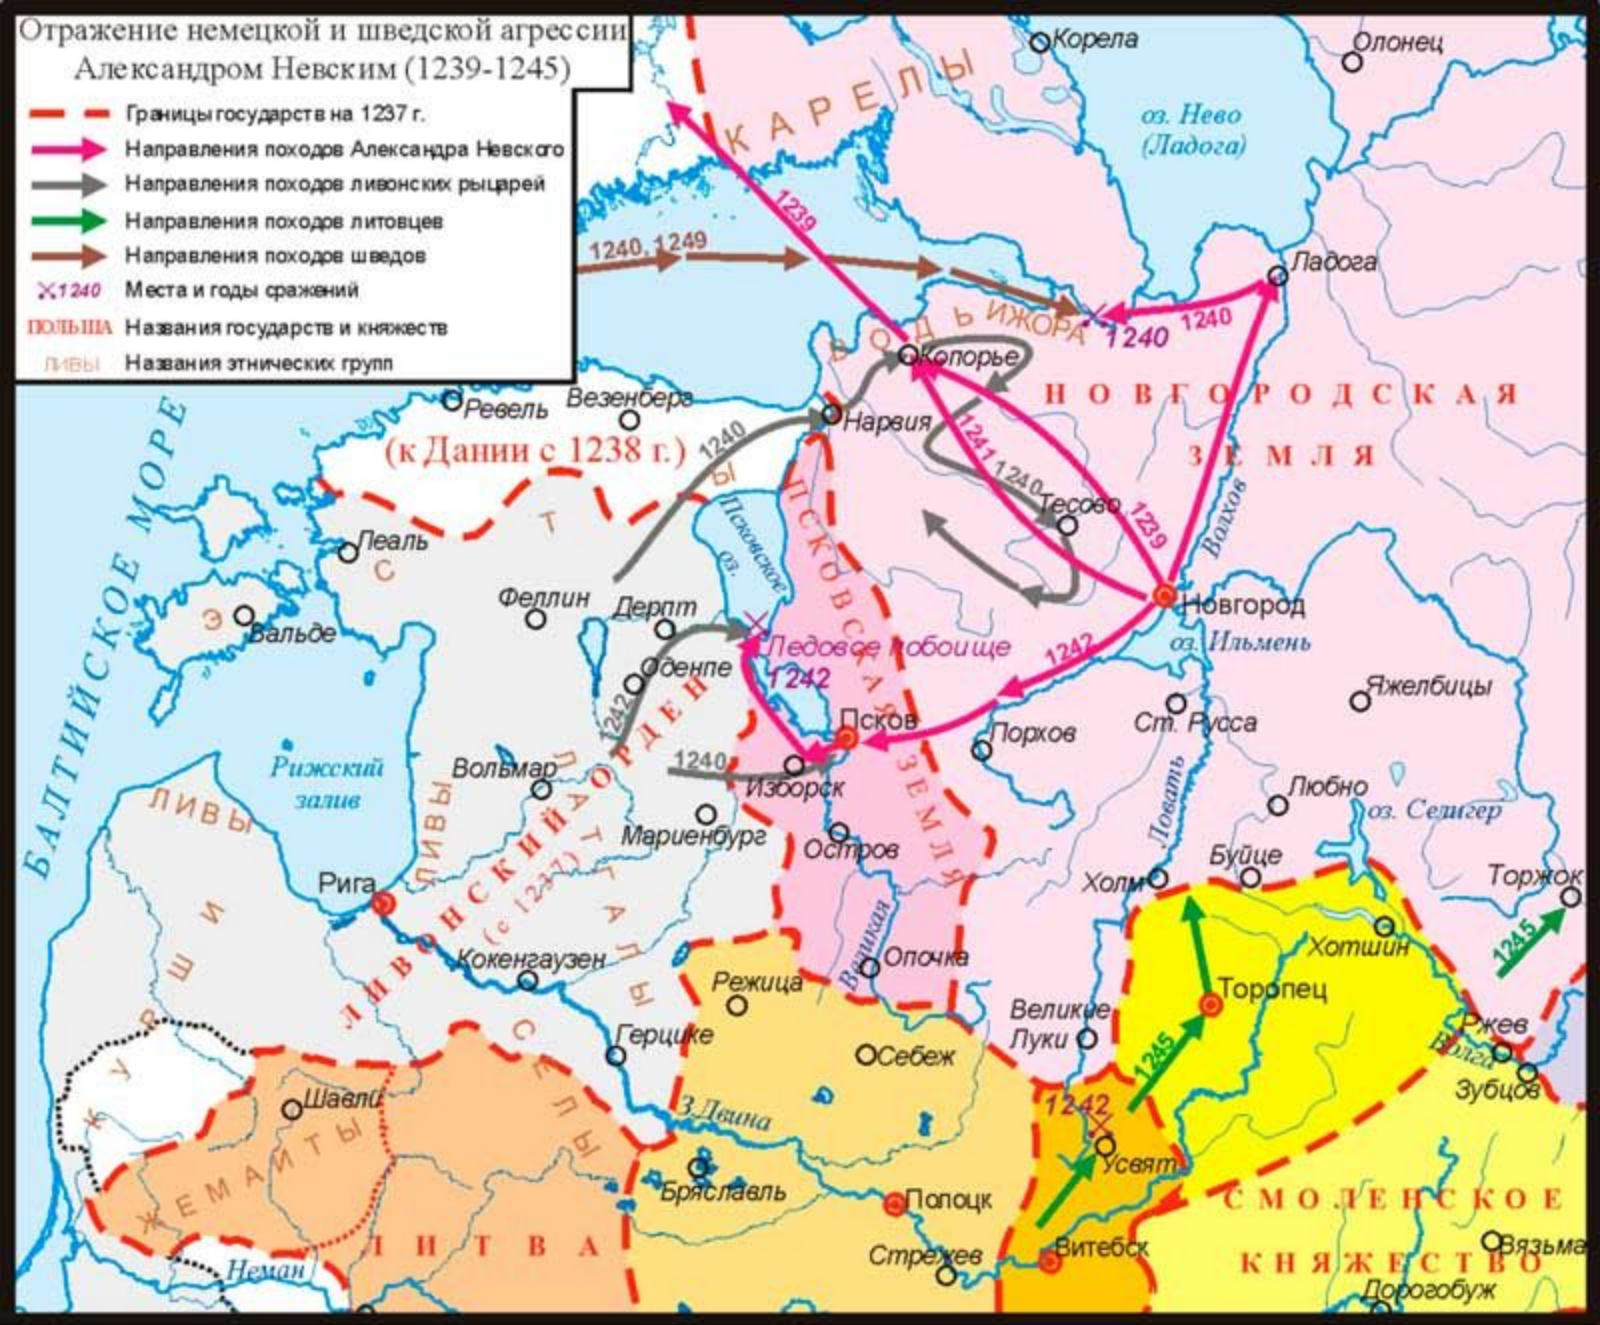 Отражение немецкой и шведской агрессии
Александром Невским (1239-1245)
Границы государств на 1237 г.
Направления походов Александра Невского
Направления походов ливонских рыцарей
Направления походов литовцев
Направления походов шведов
1240 Места и годы сражений
ПОЛЬША Названия государств и княжеств
ЛИВЫ Названия этнических групп
Корела
Олонец
КАРЕЛЫ
оз. Нево
(Ладога)
1239
1240, 1249
Ладога
1240
1240
ВОДЬ
ИЖОРА
Копорье
НОВГОРОДСКАЯ
ЗЕМЛЯ
Ревель
Везенберг
Нарвия
(к Дании с 1238 г.)
1240
1241
1240
Тесово
1239
Волхов
БАЛТИЙСКОЕ МОРЕ
Псковское
оз.
ПСКОВСКАЯ
ЗЕМЛЯ
Леаль
ЭСТЫ
Вальде
Феллин
Дерпт
Оденпе
Новгород
оз. Ильмень
Ледовое побоище
1242
1242
1242
Псков
Порхов
Ст. Русса
Яжелбицы
Рижский
залив
Вольмар
1240
Изборск
Мариенбург
Остров
Любно
оз. Селигер
Ловать
ЛИВЫ
ЛИВЫ
ЛИВОНСКИЙ ОРДЕН
(с 1237)
ЛАТГАЛЫ
Рига
Холм
Буйце
Торжок
1245
КУРШИ
Кокенгаузен
Режица
Великая
Опочка
Хотшин
Торопец
Великие
Луки
Герцике
Себеж
СЕЛЫ
Ржев
Волга
Зубцов
1245
1242
Усвят
Шавли
З.Двина
ЖЕМАЙТЫ
Бряславль
Полоцк
СМОЛЕНСКОЕ
КНЯЖЕСТВО
ЛИТВА
Неман
Стрежев
Витебск
Вязьма
Дорогобуж